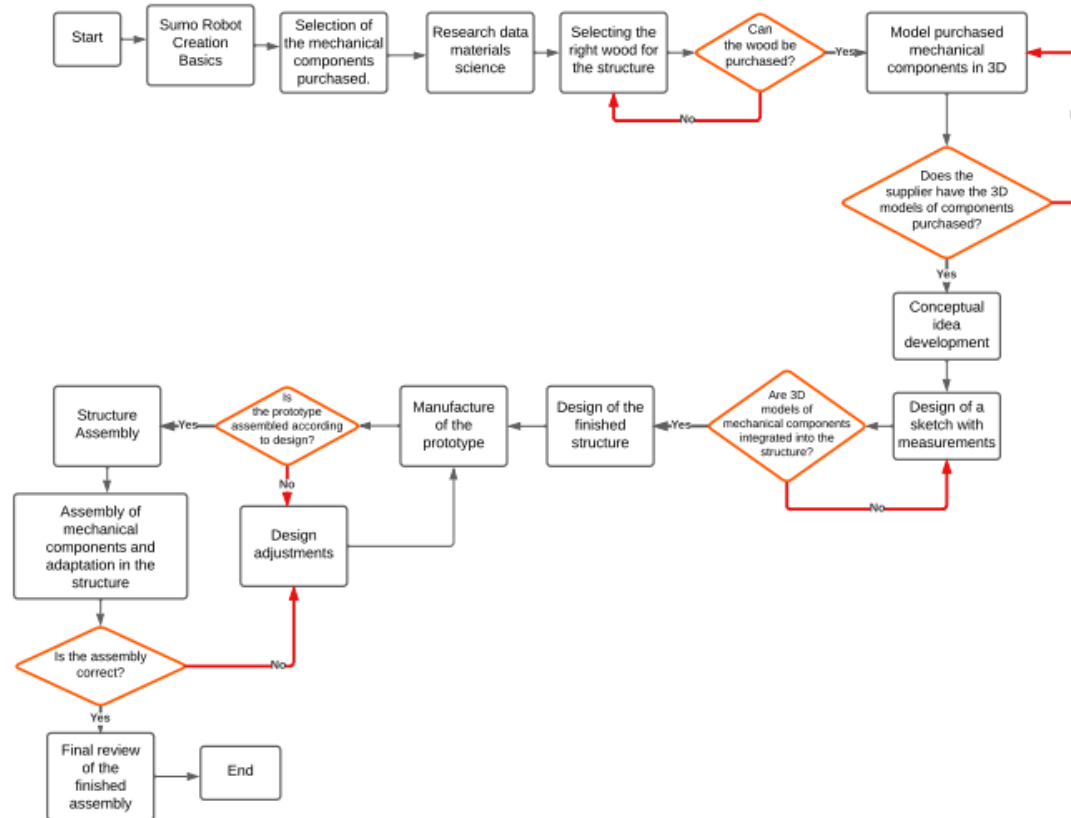 Start
Sumo Robot
Creation
Basics
Selection of
the mechanical
components
purchased.
Research data
materials
science
Selecting the
right wood for
the structure
Can
the wood be
purchased?
Yes
No
Model purchased
mechanical
components in 3D
Does the
supplier have the 3D
models of components
purchased?
Yes
Conceptual
idea
development
Design of a
sketch with
measurements
Are 3D
models of
mechanical components
integrated into the
structure?
No
Yes
Design of the
finished
structure
Manufacture
of the
prototype
Is
the prototype
assembled according
to design?
No
Design
adjustments
Yes
Structure
Assembly
Assembly of
mechanical
components and
adaptation in the
structure
Is the assembly
correct?
No
Yes
Final review
of the
finished
assembly
End